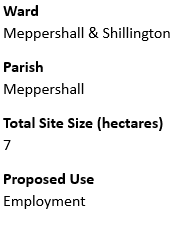 Ward
Meppershall & Shillington
Parish
Meppershall
Total Site Size (hectares)
7
Proposed Use
Employment